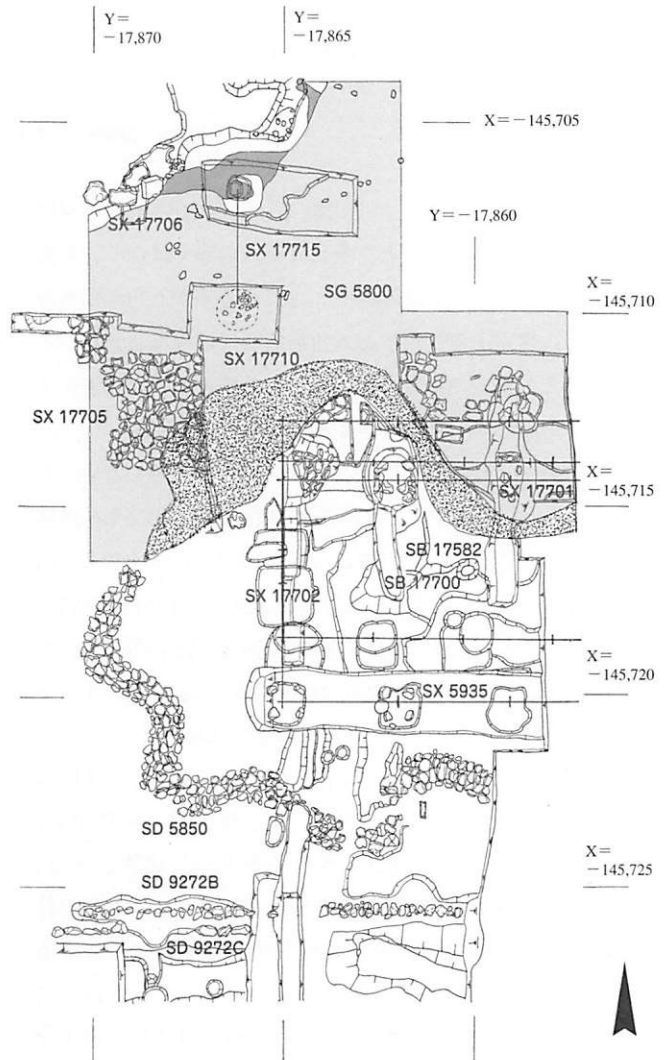 Y=
−17,870
Y=
−17,865
X=−145,705
Y=−17,860
SX 17706
SX 17715
SG 5800
X=
−145,710
SX 17710
SX 17705
X=
−145,715
SX 17701
SB 17582
SB 17700
SX 17702
X=
−145,720
SX 5935
SD 5850
X=
−145,725
SD 9272B
SD 9272C